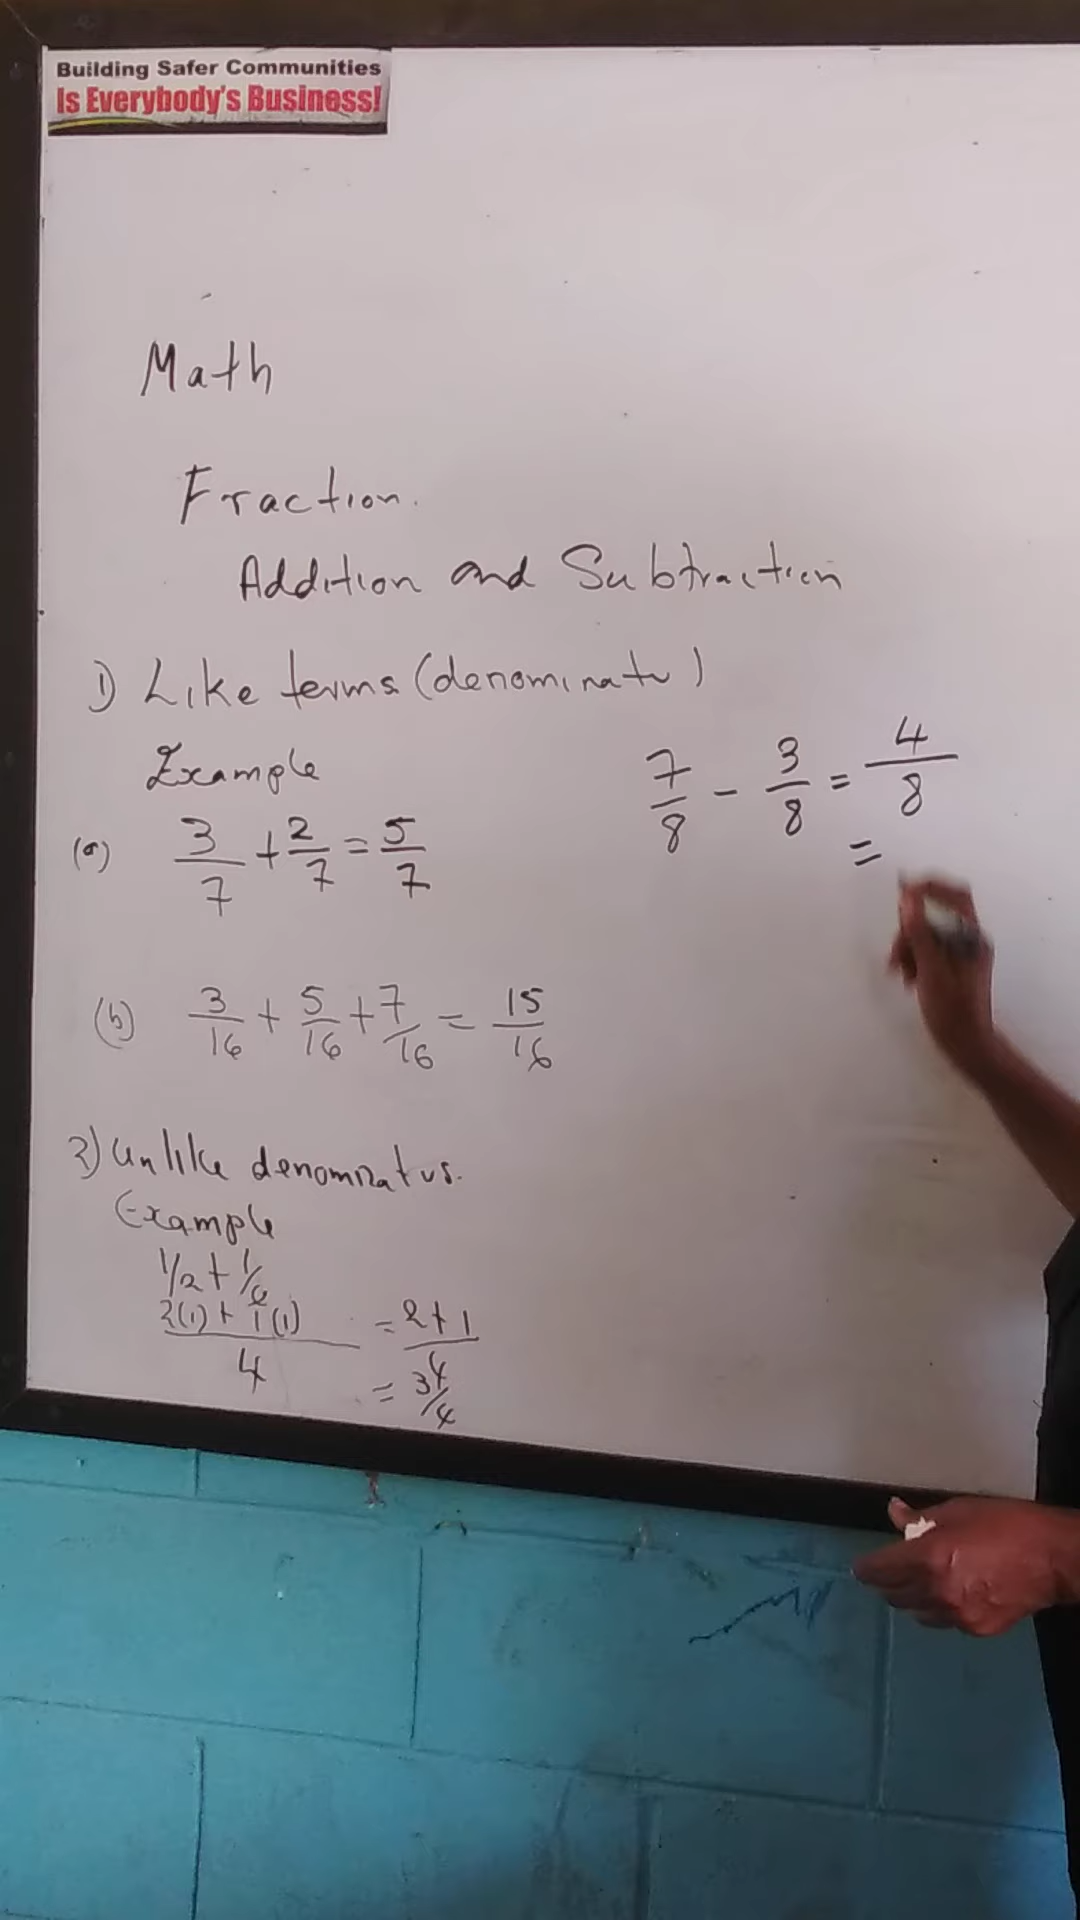 Building Safer Communities
Is Everybody's Business!
Math
Fraction.
Addition and Subtraction
1) Like terms (denominator)
Example
(a) 3/7 + 2/7 = 5/7
7/8 - 3/8 = 4/8
=
(b) 3/16 + 5/16 + 7/16 = 15/16
2) Unlike denominators.
Example
1/2 + 1/4
2(1) + 1(1) / 4 = 2+1 / 4
= 3/4